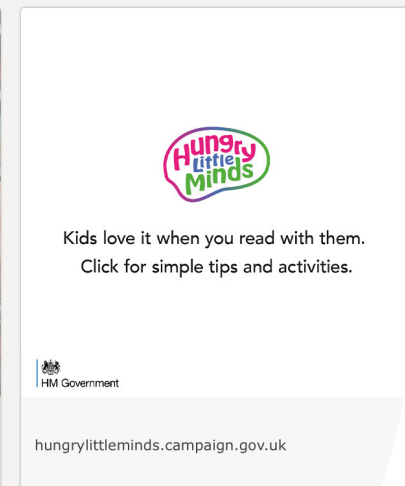 Hungry
Little
Minds
Kids love it when you read with them.
Click for simple tips and activities.
HM Government
hungrylittleminds.campaign.gov.uk